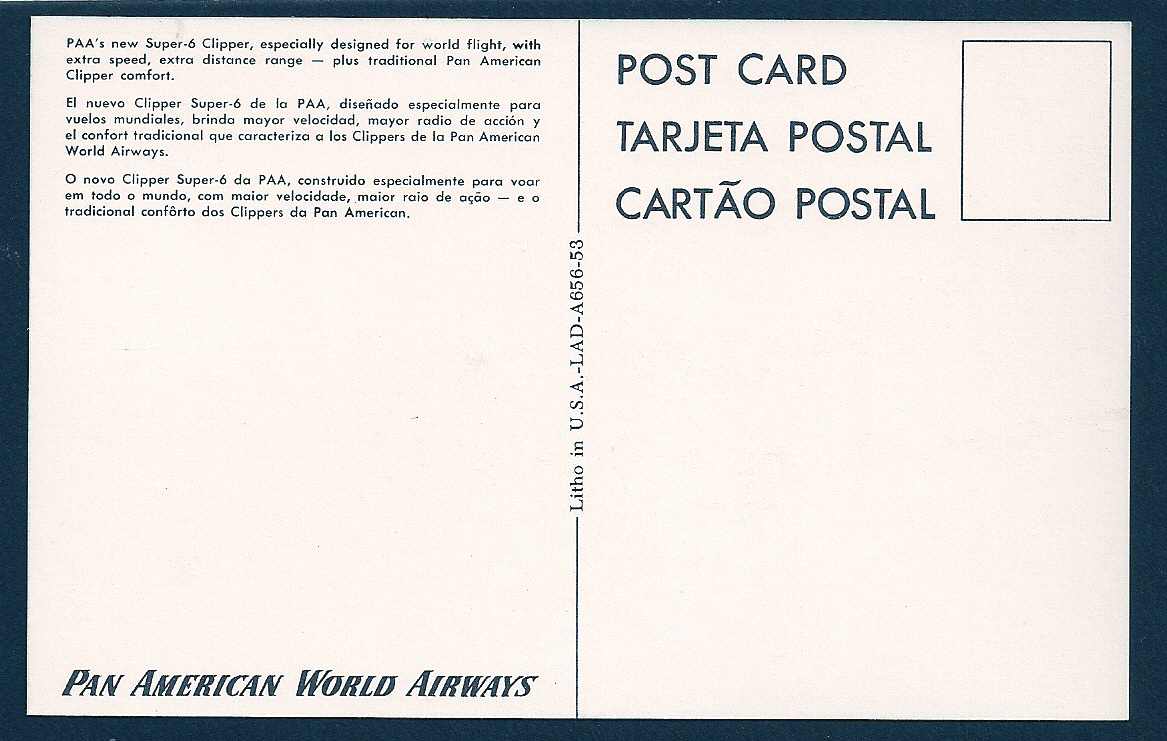 PAA's new Super-6 Clipper, especially designed for world flight, with
extra speed, extra distance range — plus traditional Pan American
Clipper comfort.
El nuevo Clipper Super-6 de la PAA, diseñado especialmente para
vuelos mundiales, brinda mayor velocidad, mayor radio de acción y
el confort tradicional que caracteriza a los Clippers de la Pan American
World Airways.
O novo Clipper Super-6 da PAA, construido especialmente para voar
em todo o mundo, com maior velocidade, maior raio de ação — e o
tradicional confôrto dos Clippers da Pan American.
PAN AMERICAN WORLD AIRWAYS
Litho in U.S.A.-LAD-A656-53
POST CARD
TARJETA POSTAL
CARTÃO POSTAL